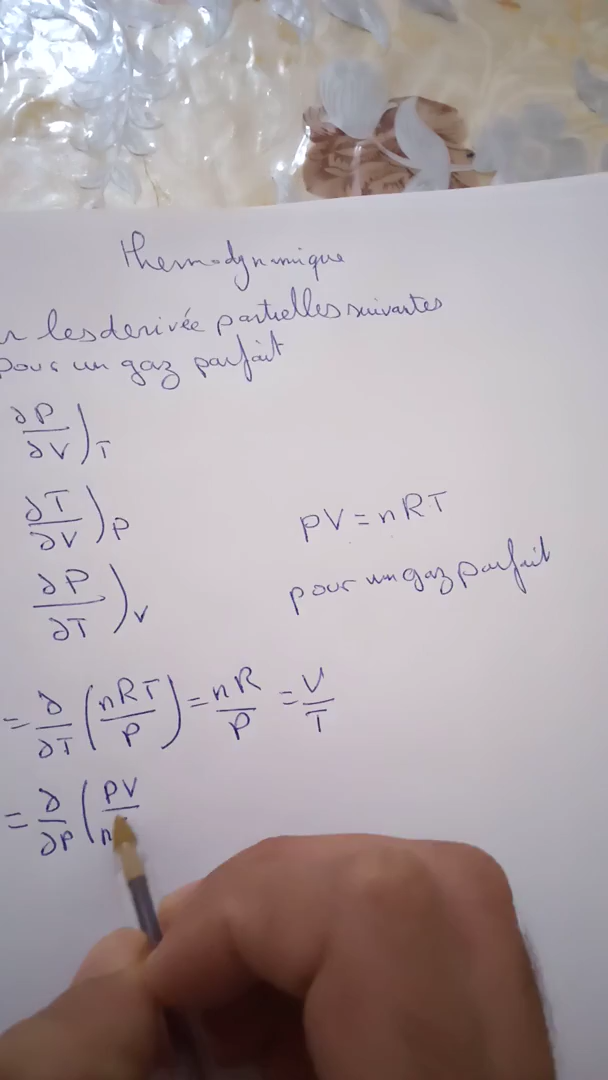 thermodynamique
les derivée partielles suivantes
pour un gaz parfait
∂P/∂V)T
∂T/∂V)P
PV = nRT
∂P/∂T)V
pour un gaz parfait
= ∂/∂T (nRT/P) = nR/P = V/T
= ∂/∂P (PV/n